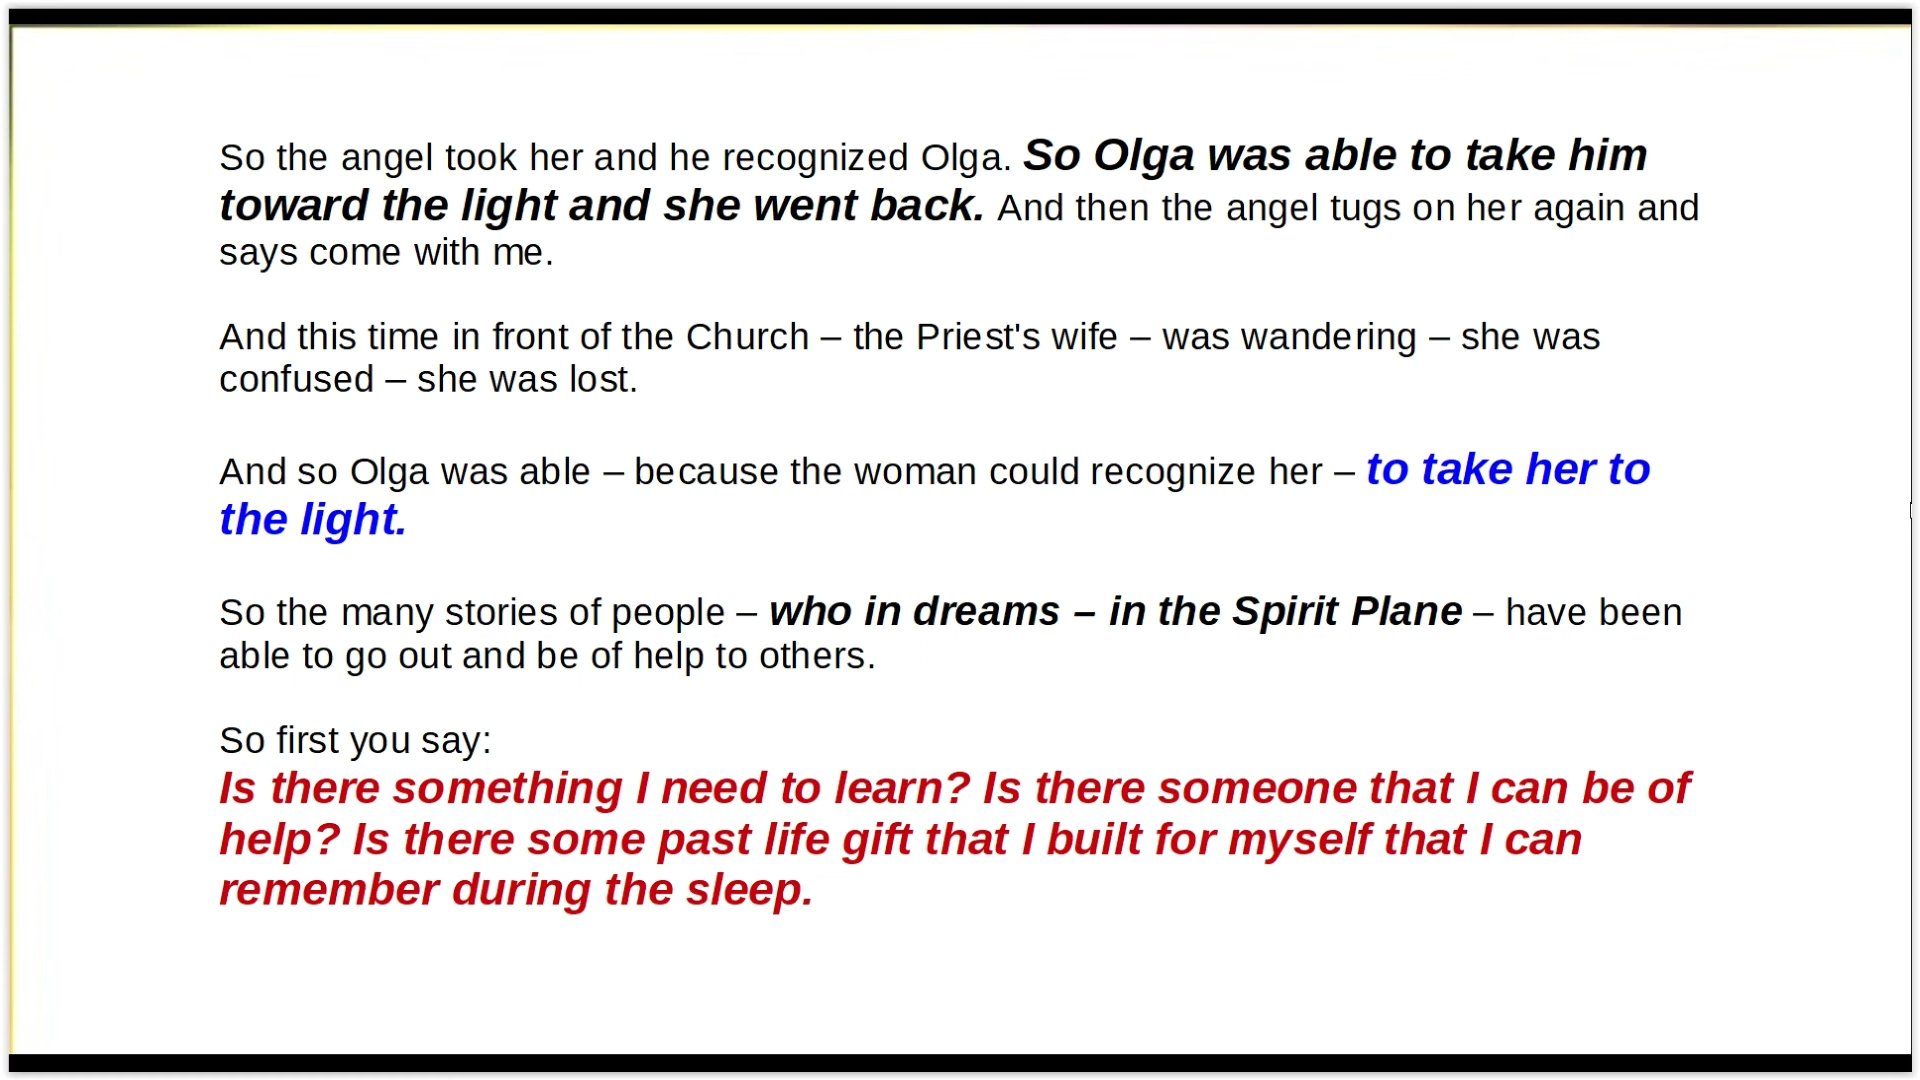 So the angel took her and he recognized Olga. So Olga was able to take him
toward the light and she went back. And then the angel tugs on her again and
says come with me.
And this time in front of the Church – the Priest's wife – was wandering – she was
confused – she was lost.
And so Olga was able – because the woman could recognize her – to take her to
the light.
So the many stories of people – who in dreams – in the Spirit Plane – have been
able to go out and be of help to others.
So first you say:
Is there something I need to learn? Is there someone that I can be of
help? Is there some past life gift that I built for myself that I can
remember during the sleep.